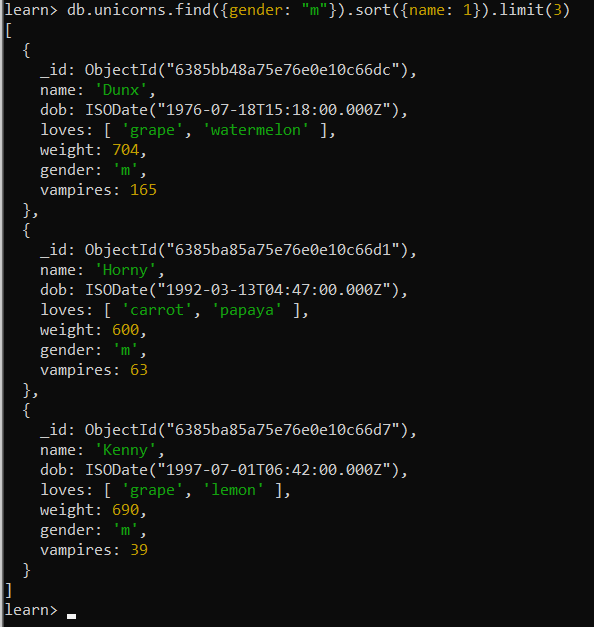 learn> db.unicorns.find({gender: "m"}).sort({name: 1}).limit(3)
[
  {
    _id: ObjectId("6385bb48a75e76e0e10c66dc"),
    name: 'Dunx',
    dob: ISODate("1976-07-18T15:18:00.000Z"),
    loves: [ 'grape', 'watermelon' ],
    weight: 704,
    gender: 'm',
    vampires: 165
  },
  {
    _id: ObjectId("6385ba85a75e76e0e10c66d1"),
    name: 'Horny',
    dob: ISODate("1992-03-13T04:47:00.000Z"),
    loves: [ 'carrot', 'papaya' ],
    weight: 600,
    gender: 'm',
    vampires: 63
  },
  {
    _id: ObjectId("6385ba85a75e76e0e10c66d7"),
    name: 'Kenny',
    dob: ISODate("1997-07-01T06:42:00.000Z"),
    loves: [ 'grape', 'lemon' ],
    weight: 690,
    gender: 'm',
    vampires: 39
  }
]
learn> _